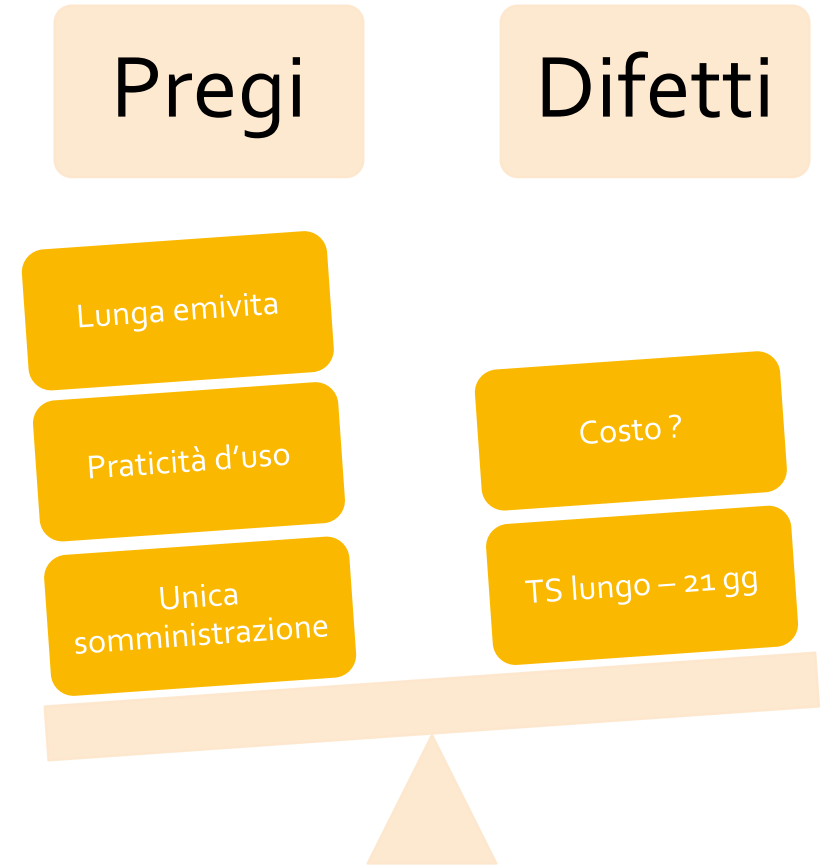 Pregi
Difetti
Lunga emivita
Praticità d’uso
Unica
somministrazione
Costo ?
TS lungo – 21 gg